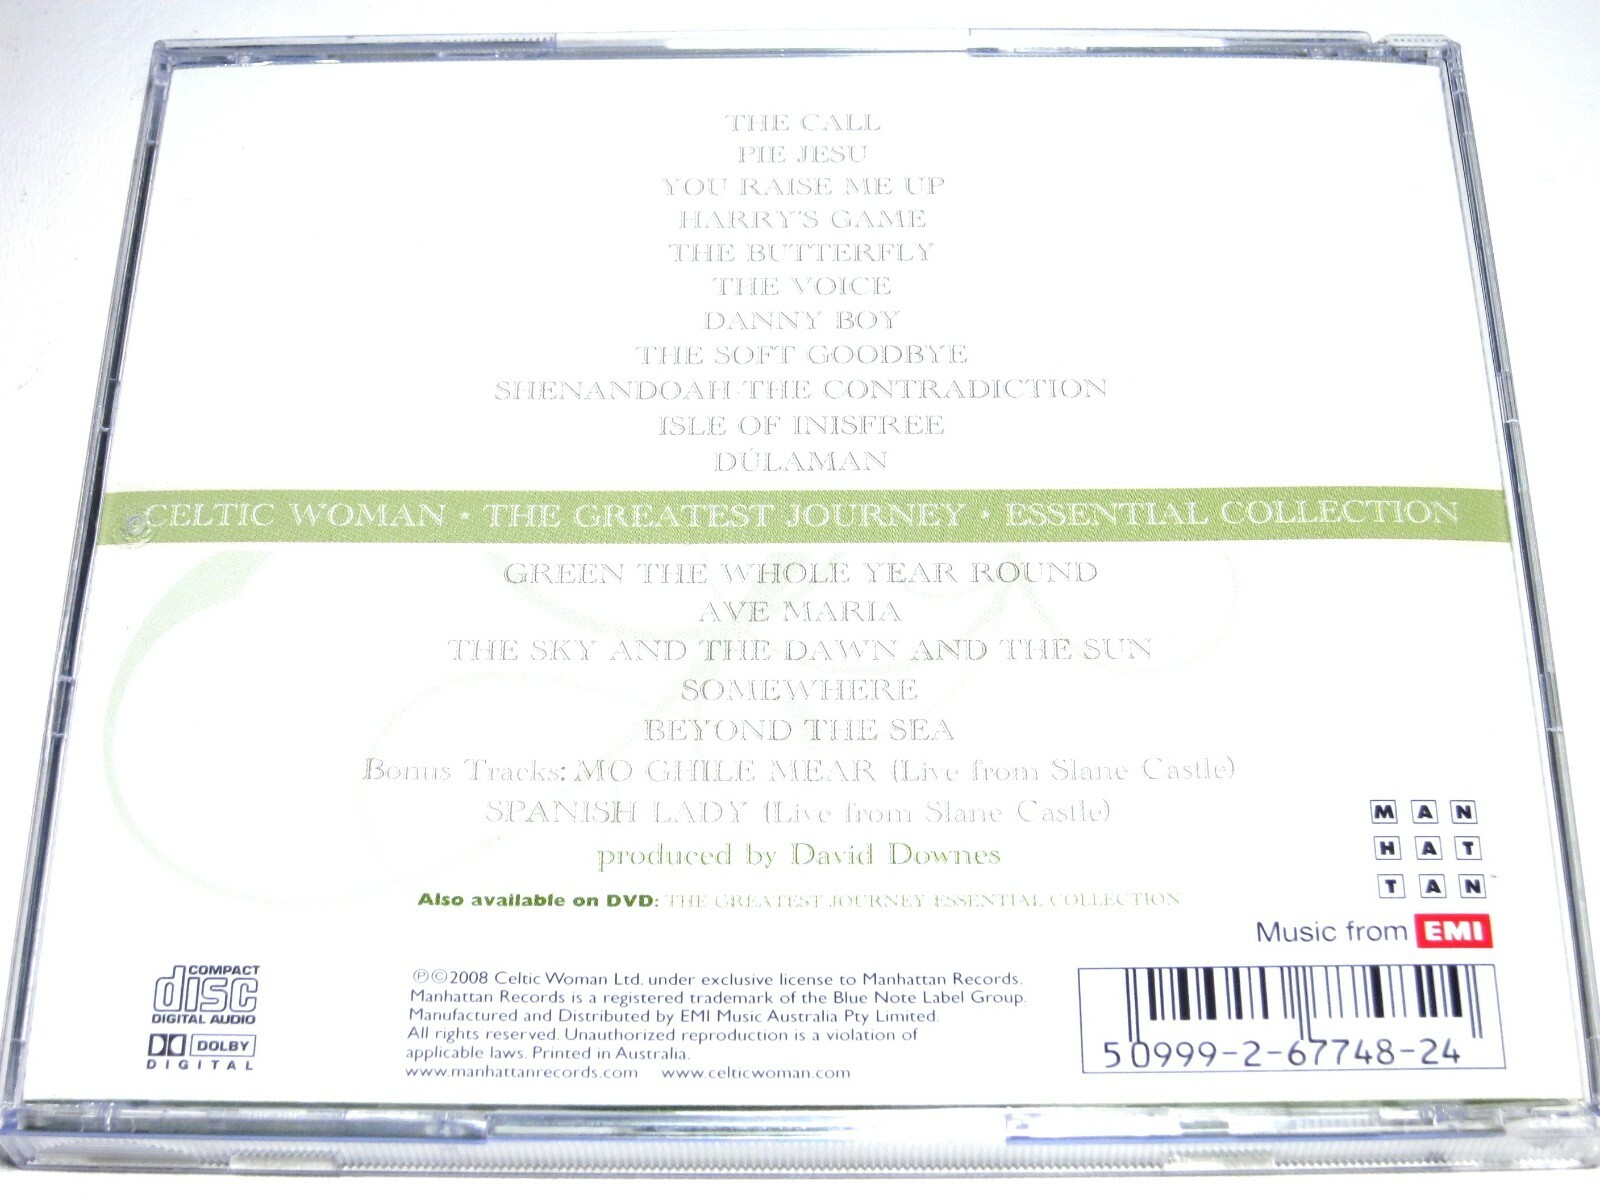 THE CALL
PIE JESU
YOU RAISE ME UP
HARRY'S GAME
THE BUTTERFLY
THE VOICE
DANNY BOY
THE SOFT GOODBYE
SHENANDOAH-THE CONTRADICTION
ISLE OF INISFREE
DÚLAMAN
CELTIC WOMAN • THE GREATEST JOURNEY • ESSENTIAL COLLECTION
GREEN THE WHOLE YEAR ROUND
AVE MARIA
THE SKY AND THE DAWN AND THE SUN
SOMEWHERE
BEYOND THE SEA
Bonus Tracks: MO GHILE MEAR (Live from Slane Castle)
SPANISH LADY (Live from Slane Castle)
produced by David Downes
Also available on DVD: THE GREATEST JOURNEY ESSENTIAL COLLECTION
MAN
HAT
TAN™
Music from EMI
COMPACT
disc
DIGITAL AUDIO
DOLBY
DIGITAL
℗©2008 Celtic Woman Ltd. under exclusive license to Manhattan Records.
Manhattan Records is a registered trademark of the Blue Note Label Group.
Manufactured and Distributed by EMI Music Australia Pty Limited.
All rights reserved. Unauthorized reproduction is a violation of
applicable laws. Printed in Australia.
www.manhattanrecords.com www.celticwoman.com
5 0999-2-67748-24